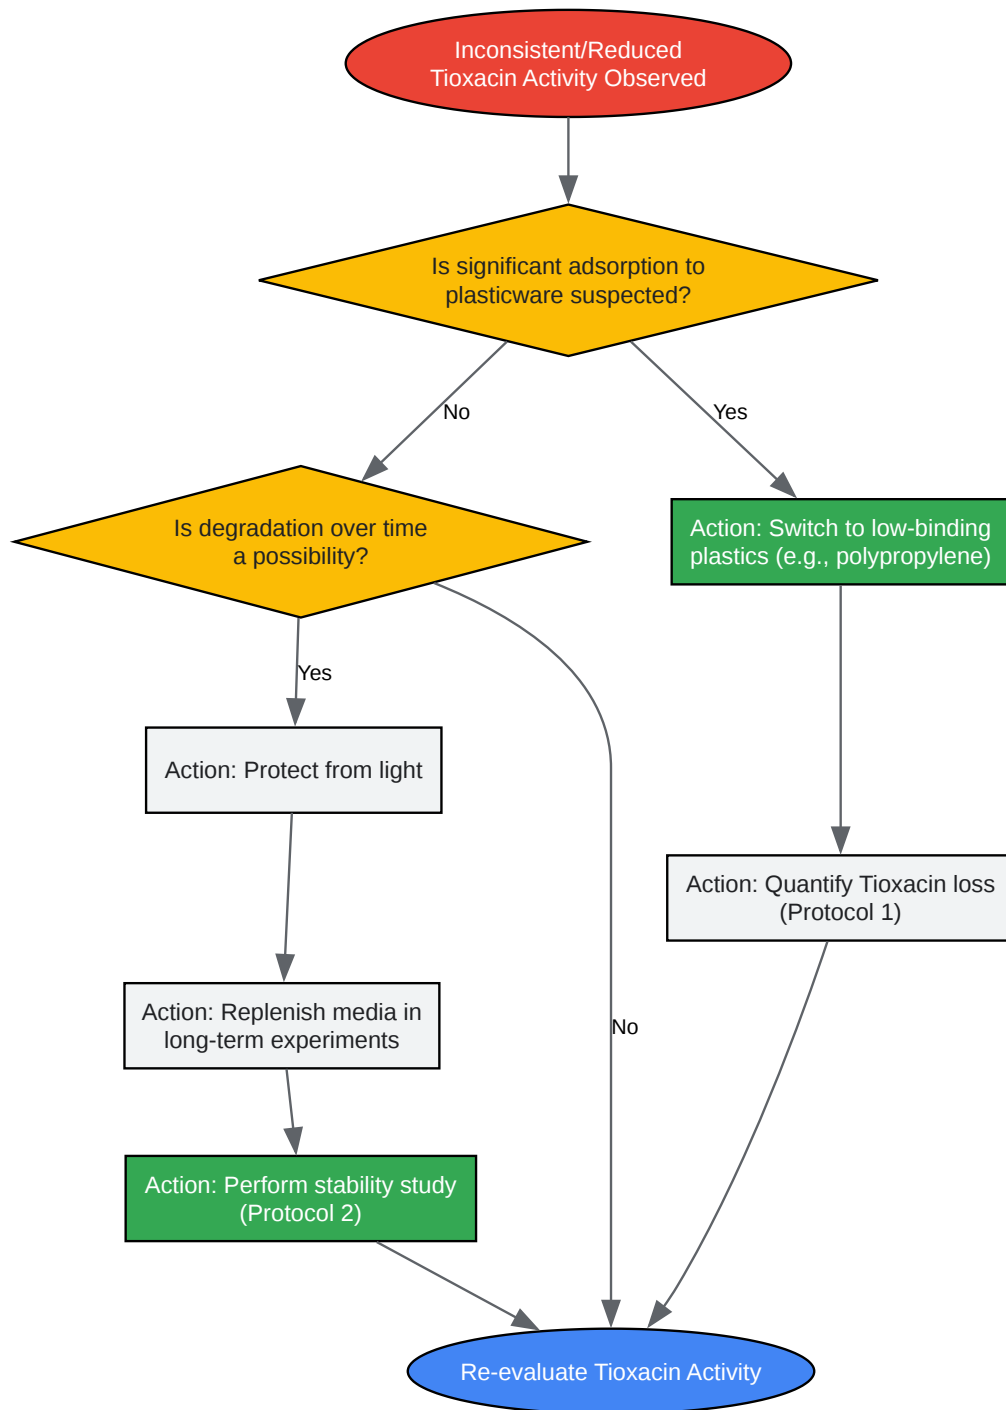 Inconsistent/Reduced
Tioxacin Activity Observed
Is significant adsorption to
plasticware suspected?
No
Yes
Is degradation over time
a possibility?
Action: Switch to low-binding
plastics (e.g., polypropylene)
Yes
Action: Protect from light
Action: Quantify Tioxacin loss
(Protocol 1)
Action: Replenish media in
long-term experiments
No
Action: Perform stability study
(Protocol 2)
Re-evaluate Tioxacin Activity